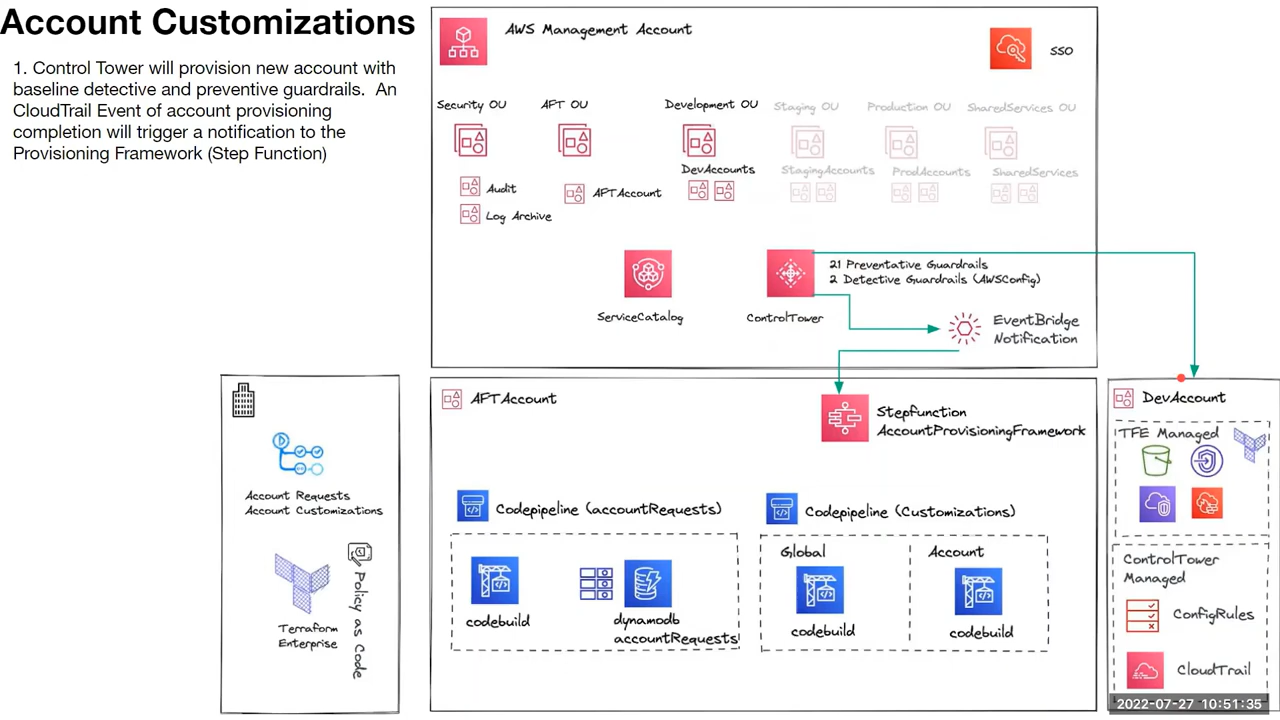 Account Customizations
1. Control Tower will provision new account with
baseline detective and preventive guardrails. An
CloudTrail Event of account provisioning
completion will trigger a notification to the
Provisioning Framework (Step Function)
AWS Management Account
SSO
Security OU
AFT OU
Development OU
Staging OU
Production OU
SharedServices OU
DevAccounts
StagingAccounts
ProdAccounts
SharedServices
Audit
AFTAccount
Log Archive
21 Preventative Guardrails
2 Detective Guardrails (AWSConfig)
ServiceCatalog
ControlTower
EventBridge
Notification
Account Requests
Account Customizations
Terraform
Enterprise
Policy as Code
AFTAccount
Stepfunction
AccountProvisioningFramework
Codepipeline (accountRequests)
Codepipeline (Customizations)
codebuild
dynamodb
accountRequests
Global
Account
codebuild
codebuild
DevAccount
TFE Managed
ControlTower
Managed
ConfigRules
CloudTrail
2022-07-27 10:51:35